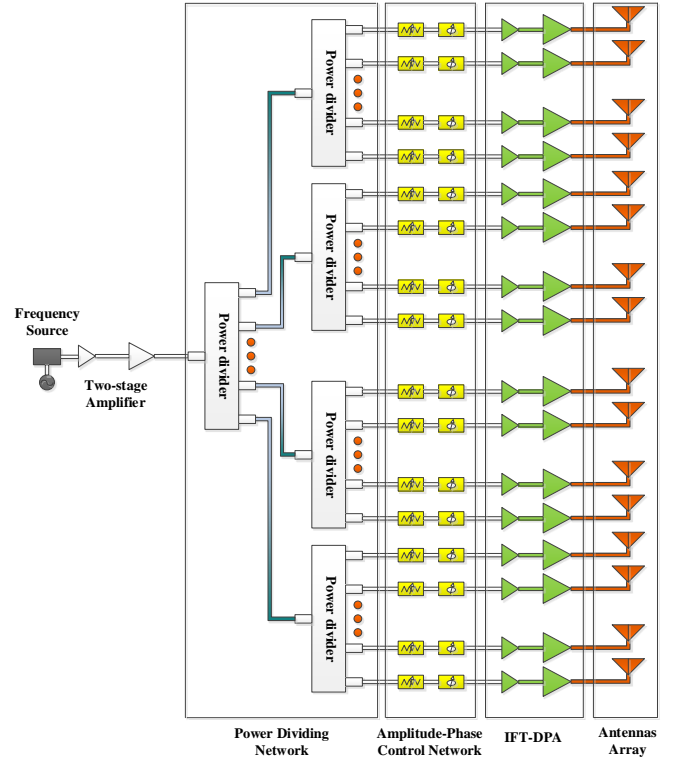 Frequency
Source
Two-stage
Amplifier
Power divider
Power divider
Power divider
Power divider
Power divider
Power Dividing
Network
Amplitude-Phase
Control Network
IFT-DPA
Antennas
Array